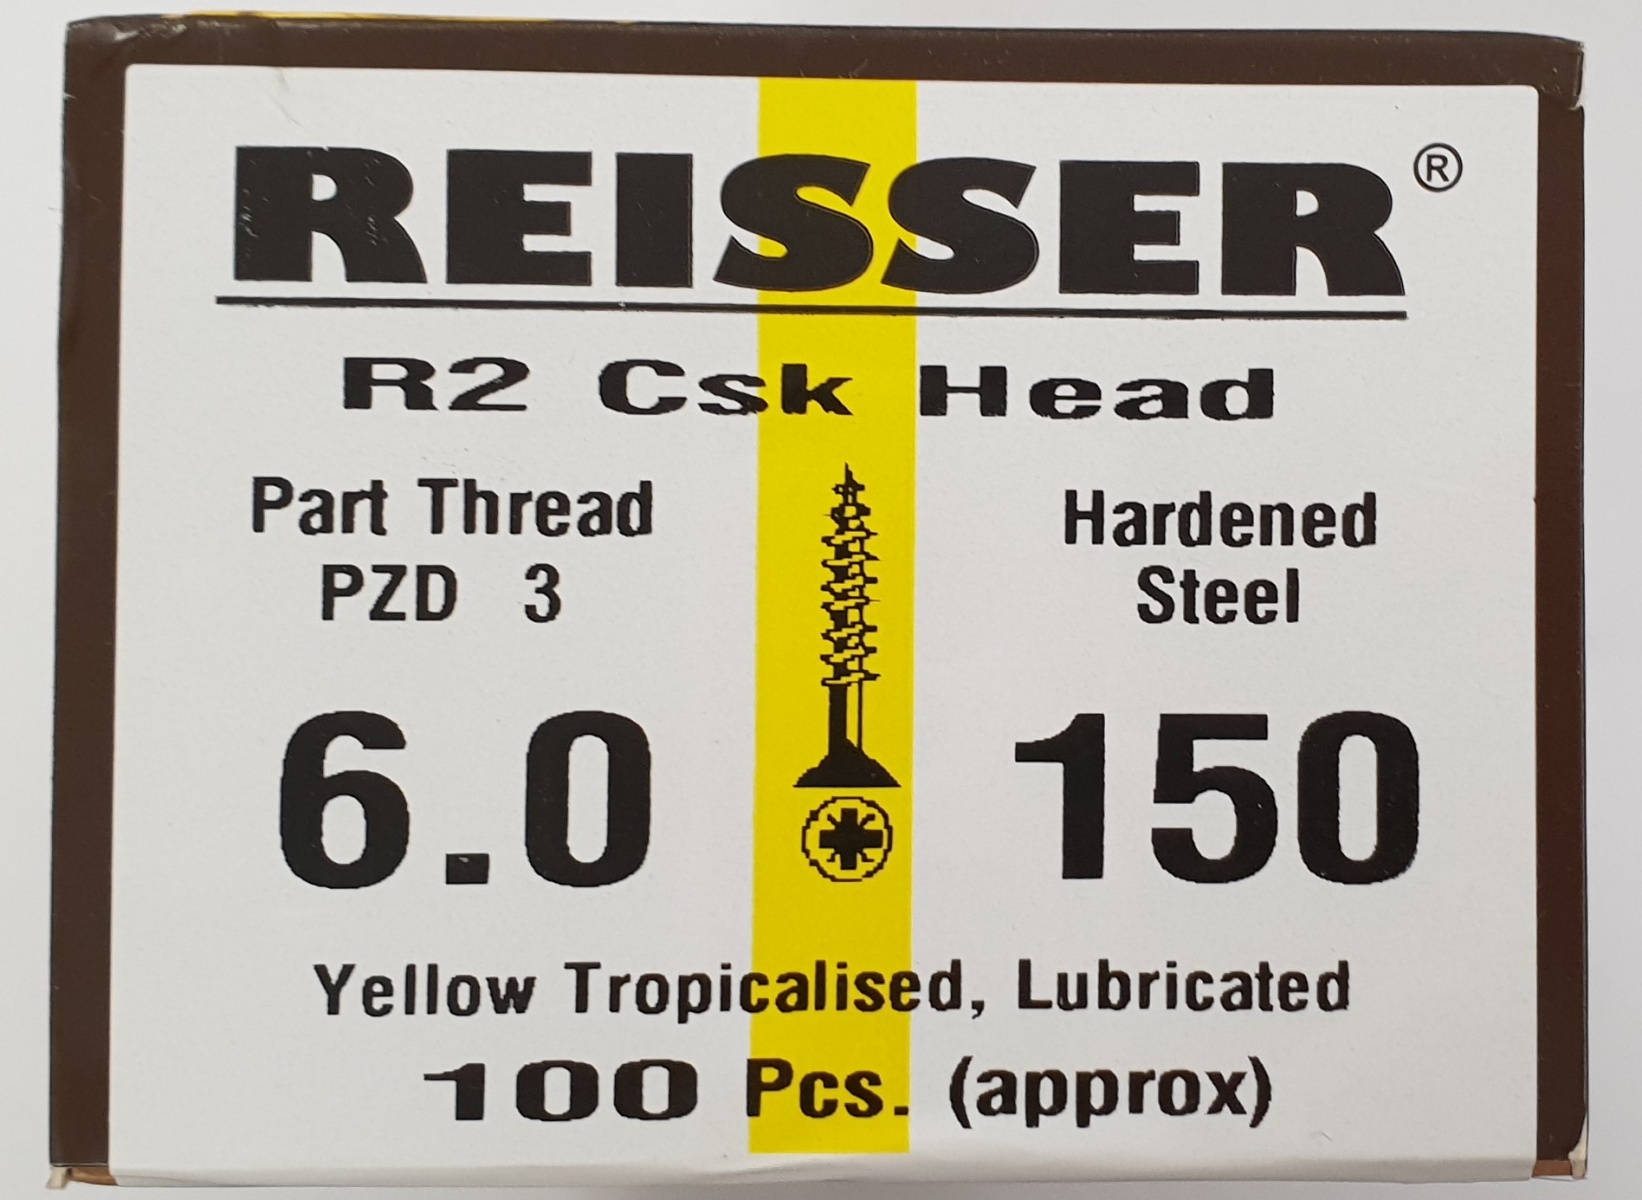 REISSER®
R2 Csk Head
Part Thread
PZD 3
Hardened
Steel
6.0
150
Yellow Tropicalised, Lubricated
100 Pcs. (approx)